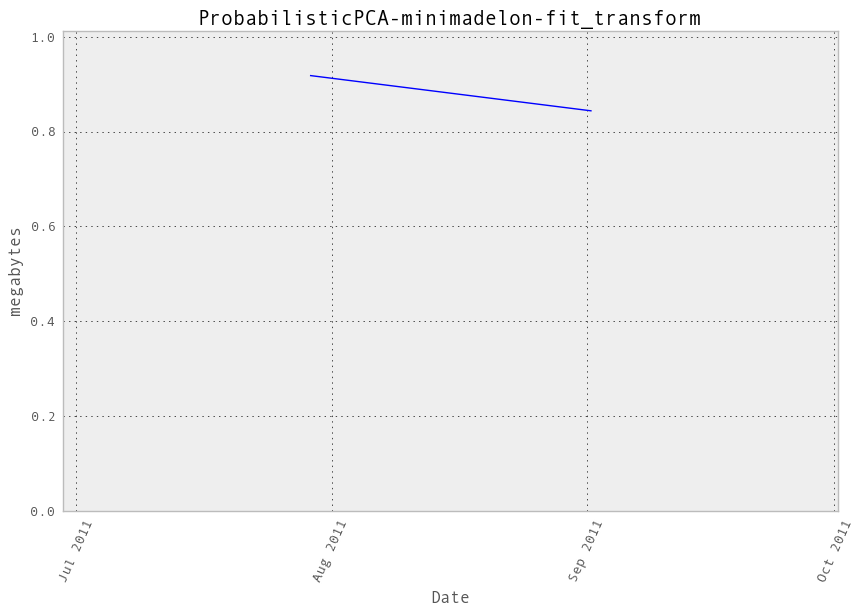 ProbabilisticPCA-minimadelon-fit_transform
1.0
0.8
0.6
0.4
0.2
0.0
megabytes
Jul 2011
Aug 2011
Sep 2011
Oct 2011
Date